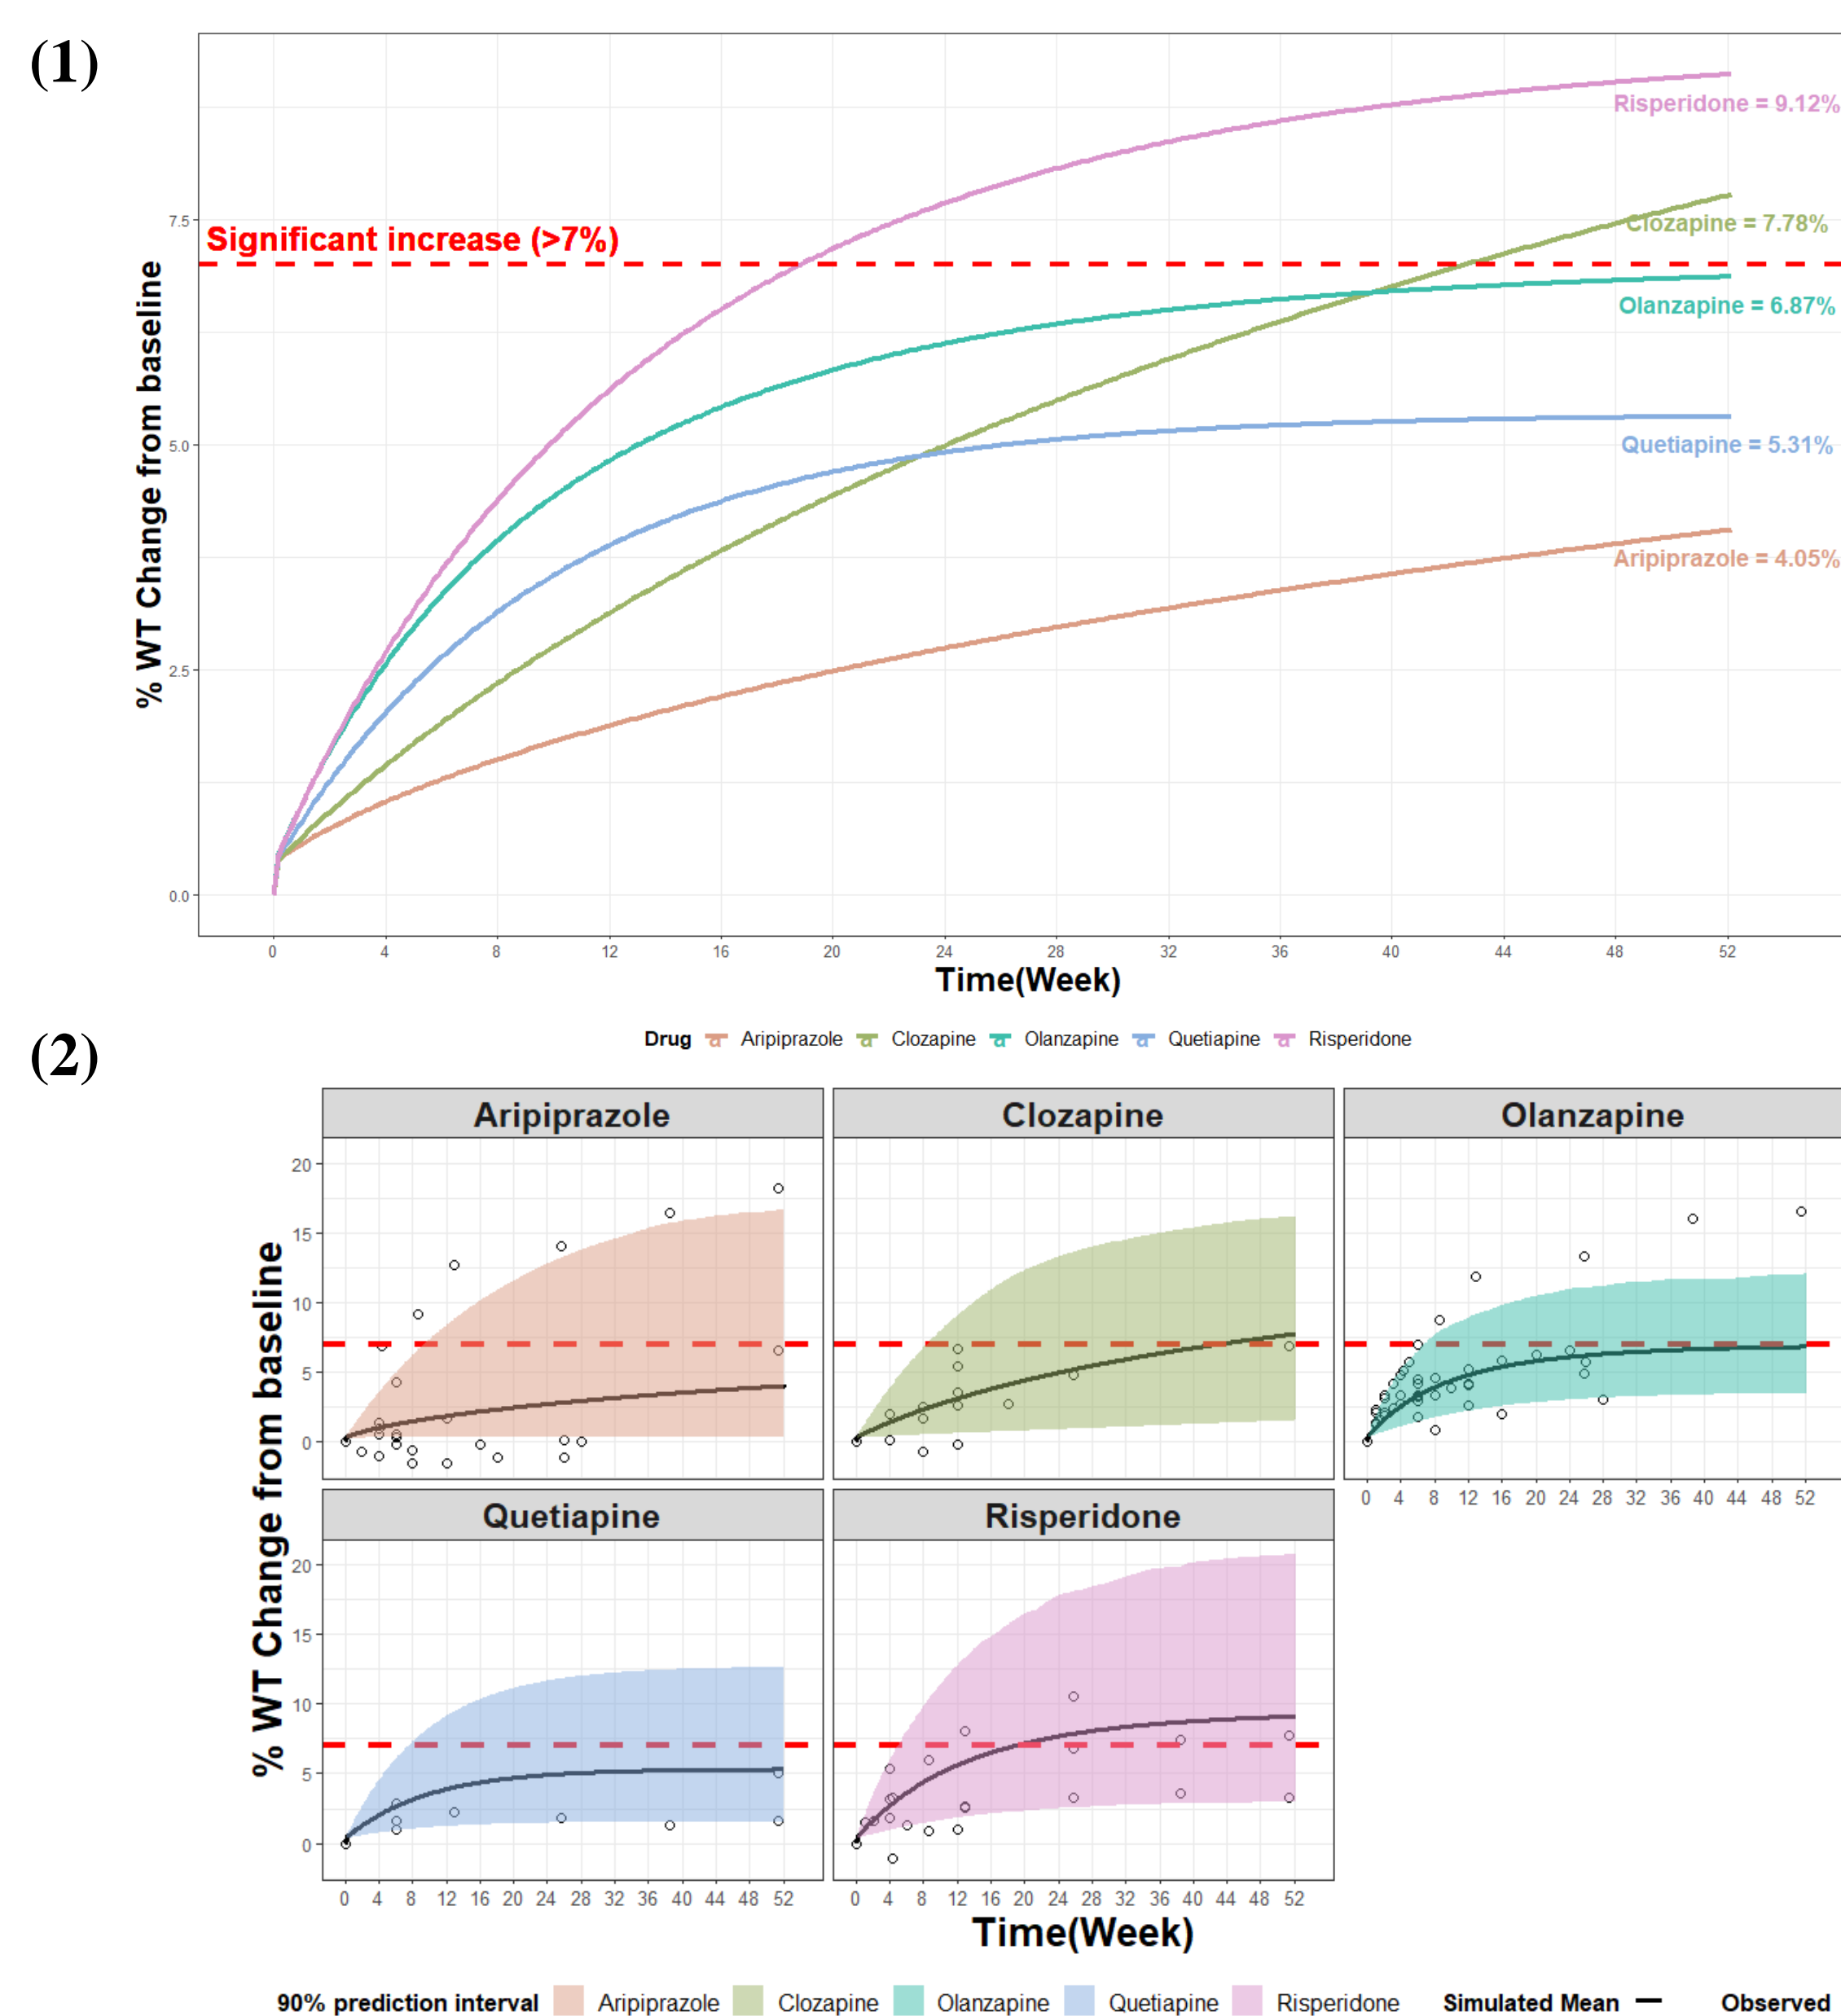 (1)
7.5
5.0
2.5
0.0
% WT Change from baseline
Significant increase (>7%)
Risperidone = 9.12%
Clozapine = 7.78%
Olanzapine = 6.87%
Quetiapine = 5.31%
Aripiprazole = 4.05%
0 4 8 12 16 20 24 28 32 36 40 44 48 52
Time(Week)
Drug a Aripiprazole a Clozapine a Olanzapine a Quetiapine a Risperidone
(2)
% WT Change from baseline
Aripiprazole Clozapine Olanzapine
20
15
10
5
0
0 4 8 12 16 20 24 28 32 36 40 44 48 52
Quetiapine Risperidone
20
15
10
5
0
0 4 8 12 16 20 24 28 32 36 40 44 48 52
0 4 8 12 16 20 24 28 32 36 40 44 48 52
Time(Week)
90% prediction interval Aripiprazole Clozapine Olanzapine Quetiapine Risperidone Simulated Mean Observed